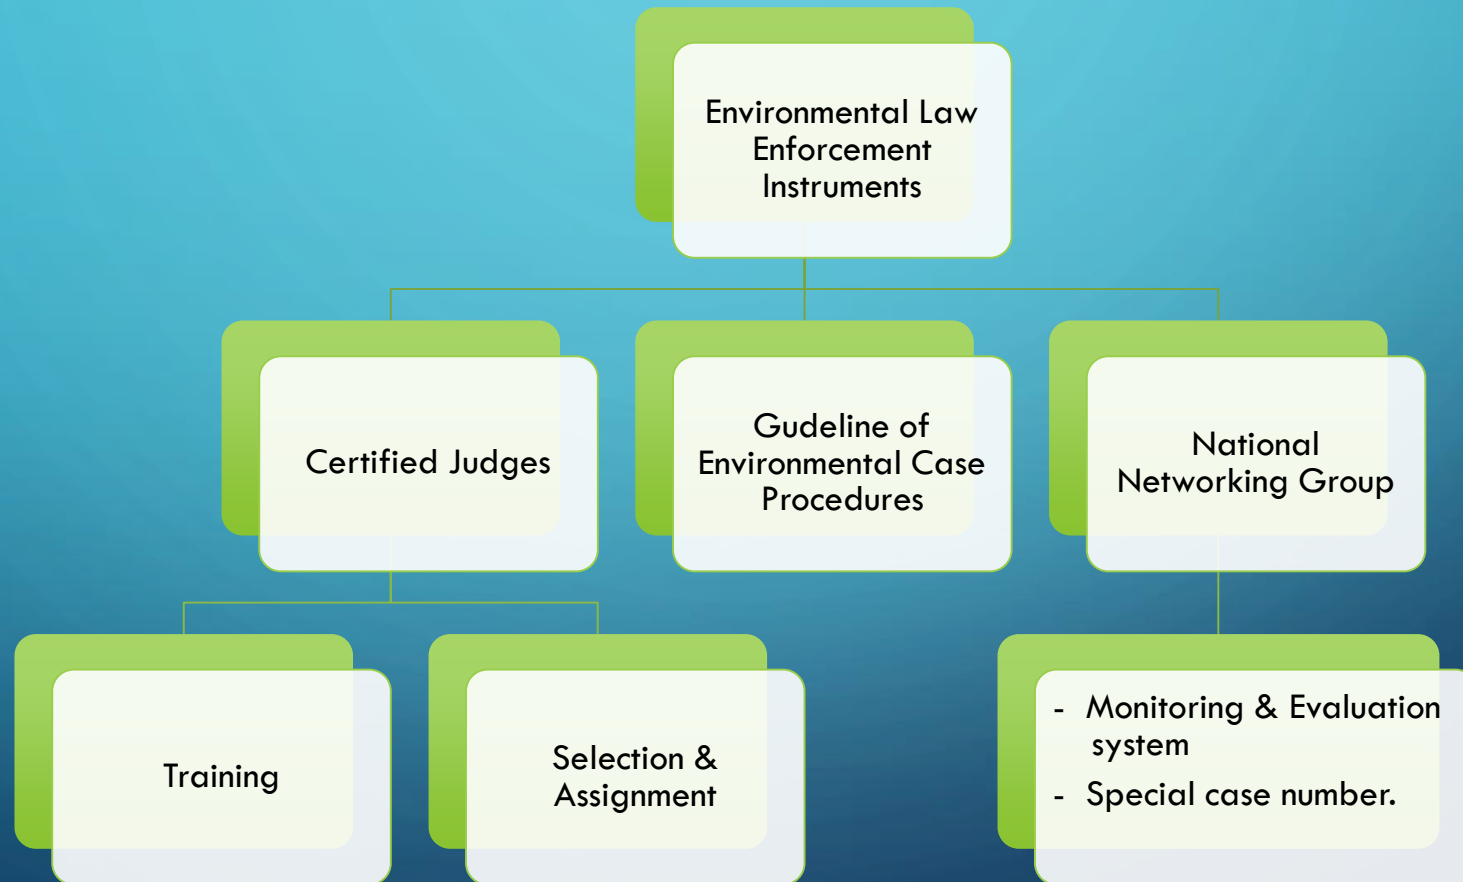 Environmental Law
Enforcement
Instruments
Certified Judges
Gudeline of
Environmental Case
Procedures
National
Networking Group
Training
Selection &
Assignment
- Monitoring & Evaluation
system
- Special case number.